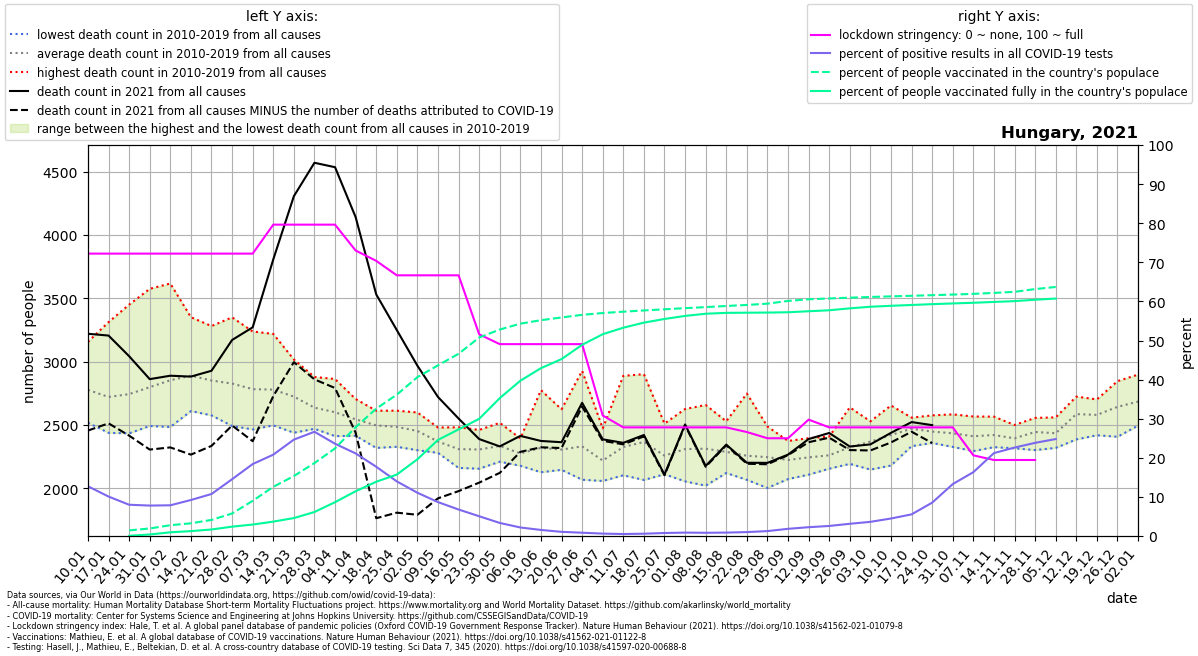 left Y axis:
lowest death count in 2010-2019 from all causes
average death count in 2010-2019 from all causes
highest death count in 2010-2019 from all causes
death count in 2021 from all causes
death count in 2021 from all causes MINUS the number of deaths attributed to COVID-19
range between the highest and the lowest death count from all causes in 2010-2019
right Y axis:
lockdown stringency: 0 ~ none, 100 ~ full
percent of positive results in all COVID-19 tests
percent of people vaccinated in the country's populace
percent of people vaccinated fully in the country's populace
Hungary, 2021
number of people
4500
4000
3500
3000
2500
2000
100
90
80
70
60
50
40
30
20
10
0
percent
10.01 17.01 24.01 31.01 07.02 14.02 21.02 28.02 07.03 14.03 21.03 28.03 04.04 11.04 18.04 25.04 02.05 09.05 16.05 23.05 30.05 06.06 13.06 20.06 27.06 04.07 11.07 18.07 25.07 01.08 08.08 15.08 22.08 29.08 05.09 12.09 19.09 26.09 03.10 10.10 17.10 24.10 31.10 07.11 14.11 21.11 28.11 05.12 12.12 19.12 26.12 02.01
date
Data sources, via Our World in Data (https://ourworldindata.org, https://github.com/owid/covid-19-data):
- All-cause mortality: Human Mortality Database Short-term Mortality Fluctuations project. https://www.mortality.org and World Mortality Dataset. https://github.com/akarlinsky/world_mortality
- COVID-19 mortality: Center for Systems Science and Engineering at Johns Hopkins University. https://github.com/CSSEGISandData/COVID-19
- Lockdown stringency index: Hale, T. et al. A global panel database of pandemic policies (Oxford COVID-19 Government Response Tracker). Nature Human Behaviour (2021). https://doi.org/10.1038/s41562-021-01079-8
- Vaccinations: Mathieu, E. et al. A global database of COVID-19 vaccinations. Nature Human Behaviour (2021). https://doi.org/10.1038/s41562-021-01122-8
- Testing: Hasell, J., Mathieu, E., Beltekian, D. et al. A cross-country database of COVID-19 testing. Sci Data 7, 345 (2020). https://doi.org/10.1038/s41597-020-00688-8